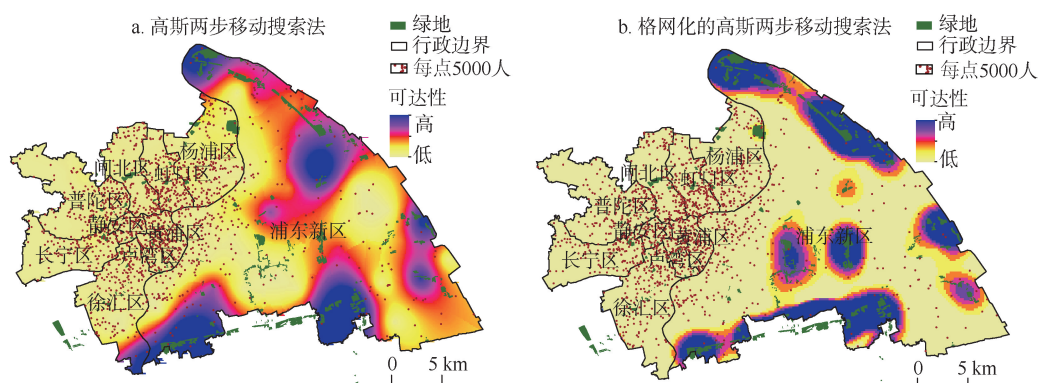 a. 高斯两步移动搜索法
绿地
行政边界
每点5000人
可达性
高
低
杨浦区
闸北区
虹口区
普陀区
静安区
黄浦区
浦东新区
长宁区
卢湾区
徐汇区
0 5 km
b. 格网化的高斯两步移动搜索法
绿地
行政边界
每点5000人
可达性
高
低
杨浦区
闸北区
虹口区
普陀区
静安区
黄浦区
浦东新区
长宁区
卢湾区
徐汇区
0 5 km